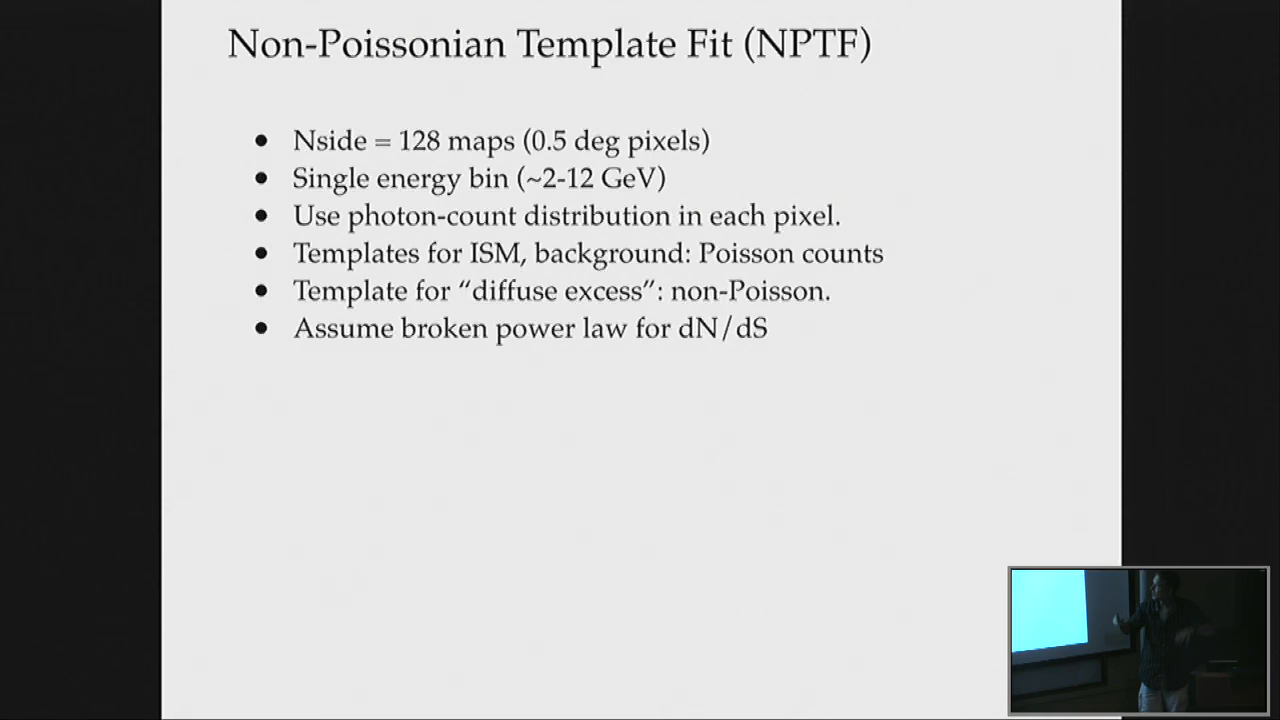 Non-Poissonian Template Fit (NPTF)
● Nside = 128 maps (0.5 deg pixels)
● Single energy bin (~2-12 GeV)
● Use photon-count distribution in each pixel.
● Templates for ISM, background: Poisson counts
● Template for “diffuse excess”: non-Poisson.
● Assume broken power law for dN/dS